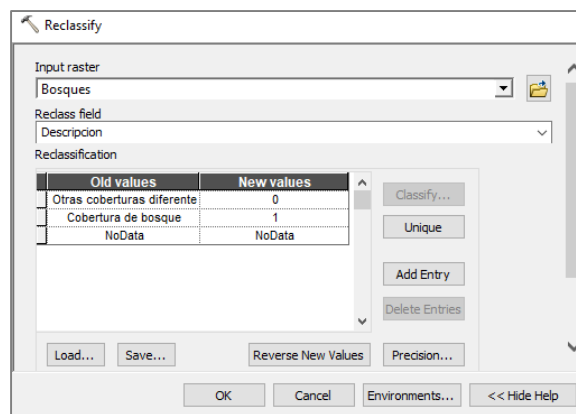 Reclassify
Input raster
Bosques
Reclass field
Descripcion
Reclassification
Old values New values
Otras coberturas diferente 0
Cobertura de bosque 1
NoData NoData
Classify...
Unique
Add Entry
Delete Entries
Load... Save... Reverse New Values Precision...
OK Cancel Environments... << Hide Help